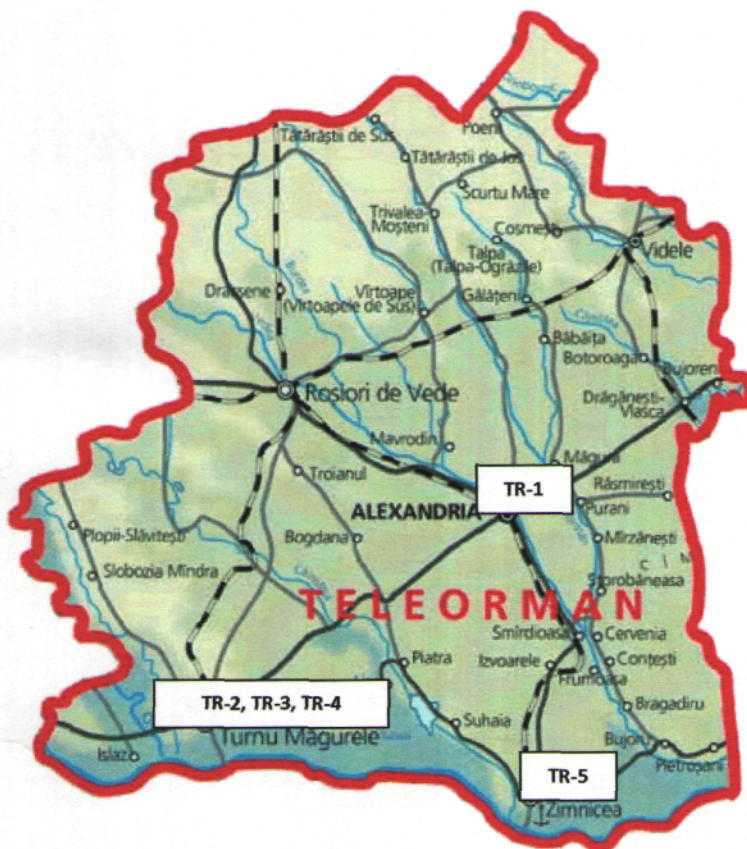 Poeni
Tătărăștii de Sus
Tătărăștii de Jos
Scurtu Mare
Trivalea-
Moșteni
Cosmești
Videle
Talpa
(Talpa-Ogrăzile)
Drăcșene
Vîrtoape
(Vîrtoapele de Sus)
Gălățeni
Băbăița
Botoroaga
Bujoreni
Drăgănești-
Vlașca
Roșiori de Vede
Mavrodin
Măgura
Troianul
TR-1
Răsmirești
Purani
ALEXANDRIA
Plopii-Slăvitești
Bogdana
Mîrzănești
Slobozia Mîndra
Storobăneasa
TELEORMAN
Smîrdioasa
Cervenia
Piatra
Izvoarele
Conțești
Frumoasa
TR-2, TR-3, TR-4
Bragadiru
Suhaia
Turnu Măgurele
Bujoru
Islaz
Pietroșani
TR-5
Zimnicea